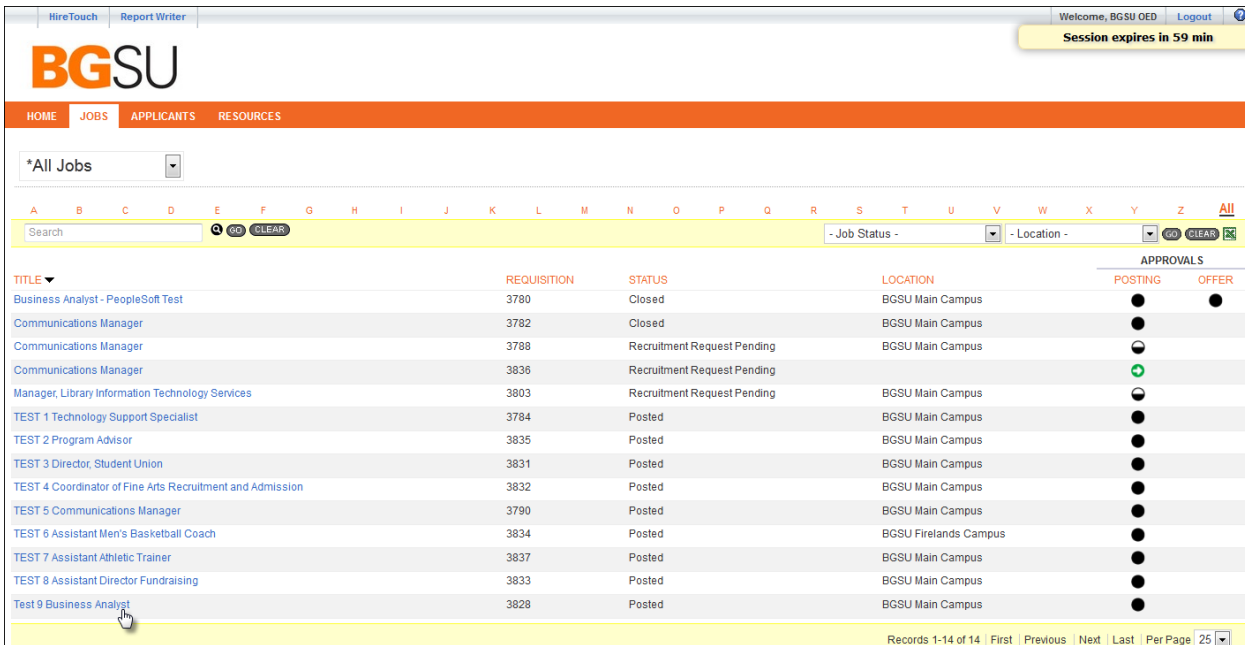 HireTouch Report Writer Welcome, BGSU OED Logout ?
Session expires in 59 min
BGSU
HOME JOBS APPLICANTS RESOURCES
*All Jobs
A B C D E F G H I J K L M N O P Q R S T U V W X Y Z All
Search GO CLEAR - Job Status - - Location - GO CLEAR
APPROVALS
TITLE REQUISITION STATUS LOCATION POSTING OFFER
Business Analyst - PeopleSoft Test 3780 Closed BGSU Main Campus
Communications Manager 3782 Closed BGSU Main Campus
Communications Manager 3788 Recruitment Request Pending BGSU Main Campus
Communications Manager 3836 Recruitment Request Pending
Manager, Library Information Technology Services 3803 Recruitment Request Pending BGSU Main Campus
TEST 1 Technology Support Specialist 3784 Posted BGSU Main Campus
TEST 2 Program Advisor 3835 Posted BGSU Main Campus
TEST 3 Director, Student Union 3831 Posted BGSU Main Campus
TEST 4 Coordinator of Fine Arts Recruitment and Admission 3832 Posted BGSU Main Campus
TEST 5 Communications Manager 3790 Posted BGSU Main Campus
TEST 6 Assistant Men's Basketball Coach 3834 Posted BGSU Firelands Campus
TEST 7 Assistant Athletic Trainer 3837 Posted BGSU Main Campus
TEST 8 Assistant Director Fundraising 3833 Posted BGSU Main Campus
Test 9 Business Analyst 3828 Posted BGSU Main Campus
Records 1-14 of 14 | First | Previous | Next | Last | Per Page 25